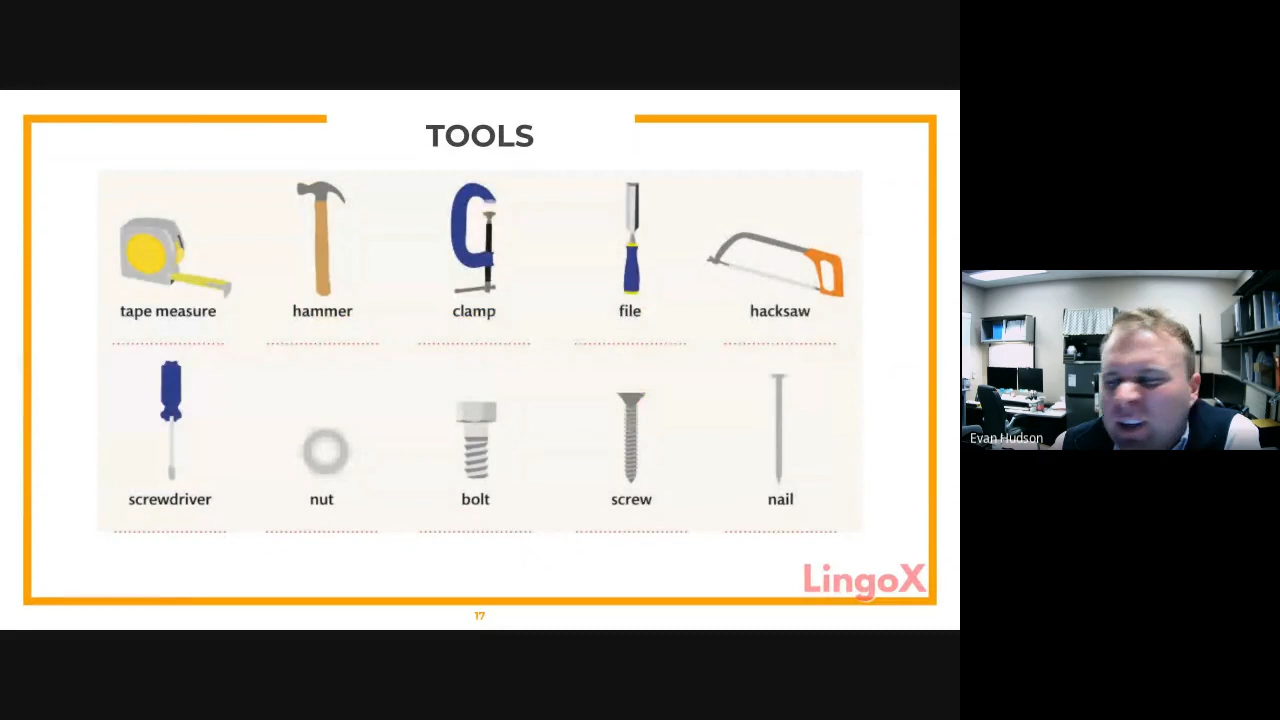 TOOLS
tape measure hammer clamp file hacksaw
screwdriver nut bolt screw nail
LingoX
17
Evan Hudson